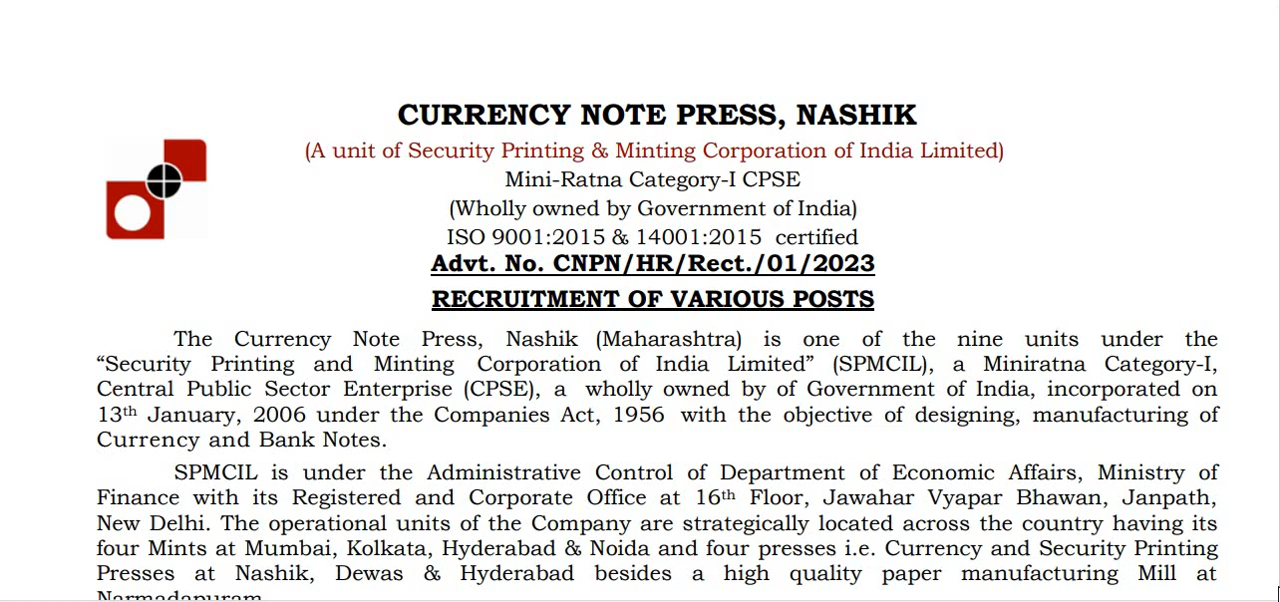 CURRENCY NOTE PRESS, NASHIK
(A unit of Security Printing & Minting Corporation of India Limited)
Mini-Ratna Category-I CPSE
(Wholly owned by Government of India)
ISO 9001:2015 & 14001:2015 certified
Advt. No. CNPN/HR/Rect./01/2023
RECRUITMENT OF VARIOUS POSTS
The Currency Note Press, Nashik (Maharashtra) is one of the nine units under the
“Security Printing and Minting Corporation of India Limited” (SPMCIL), a Miniratna Category-I,
Central Public Sector Enterprise (CPSE), a wholly owned by of Government of India, incorporated on
13th January, 2006 under the Companies Act, 1956 with the objective of designing, manufacturing of
Currency and Bank Notes.
SPMCIL is under the Administrative Control of Department of Economic Affairs, Ministry of
Finance with its Registered and Corporate Office at 16th Floor, Jawahar Vyapar Bhawan, Janpath,
New Delhi. The operational units of the Company are strategically located across the country having its
four Mints at Mumbai, Kolkata, Hyderabad & Noida and four presses i.e. Currency and Security Printing
Presses at Nashik, Dewas & Hyderabad besides a high quality paper manufacturing Mill at
Narmadapuram